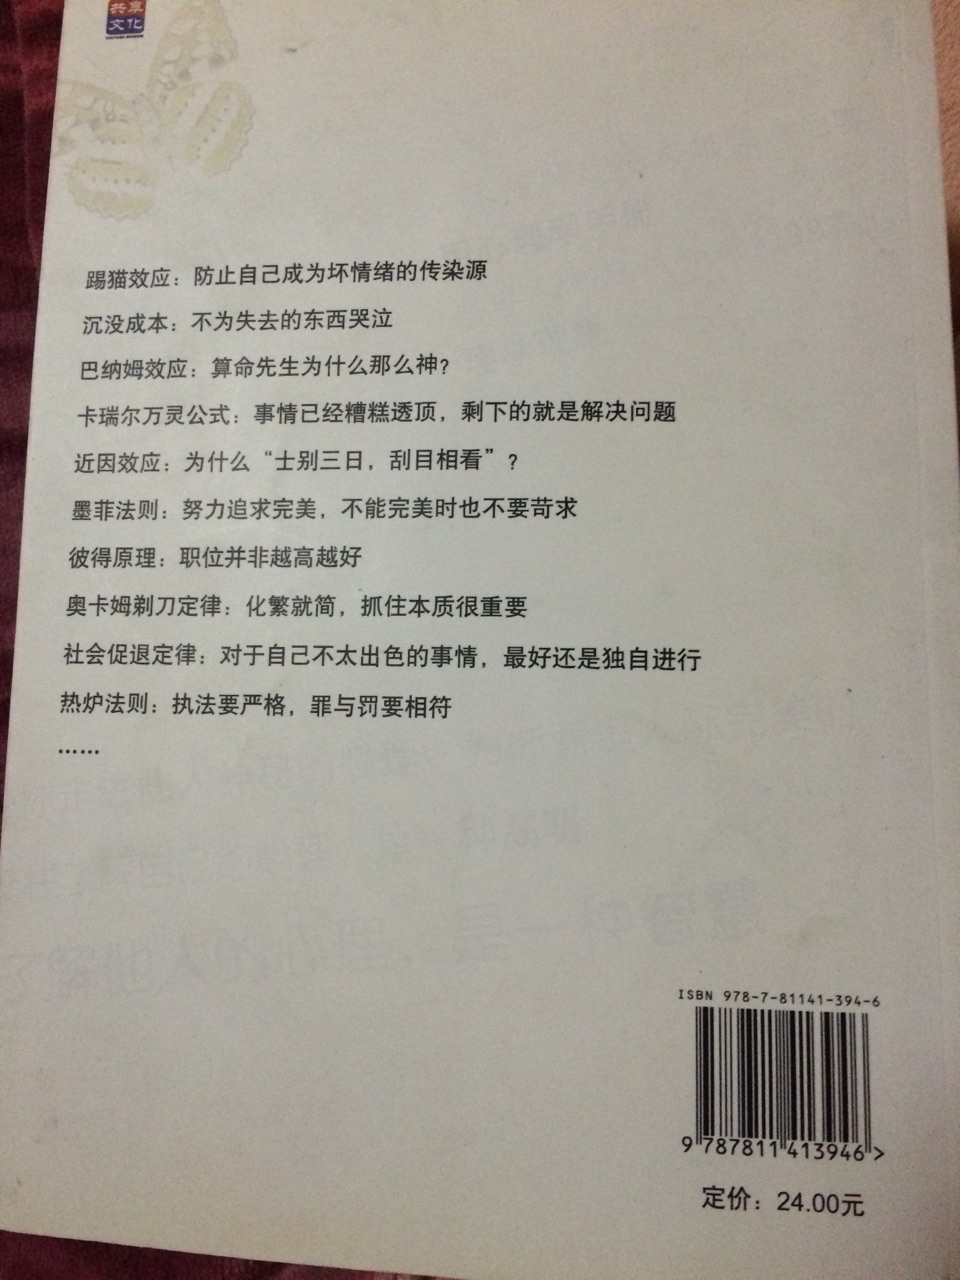 共享
文化
踢猫效应：防止自己成为坏情绪的传染源
沉没成本：不为失去的东西哭泣
巴纳姆效应：算命先生为什么那么神？
卡瑞尔万灵公式：事情已经糟糕透顶，剩下的就是解决问题
近因效应：为什么“士别三日，刮目相看”？
墨菲法则：努力追求完美，不能完美时也不要苛求
彼得原理：职位并非越高越好
奥卡姆剃刀定律：化繁就简，抓住本质很重要
社会促退定律：对于自己不太出色的事情，最好还是独自进行
热炉法则：执法要严格，罪与罚要相符
……
ISBN 978-7-81141-394-6
9 787811 413946 >
定价：24.00元